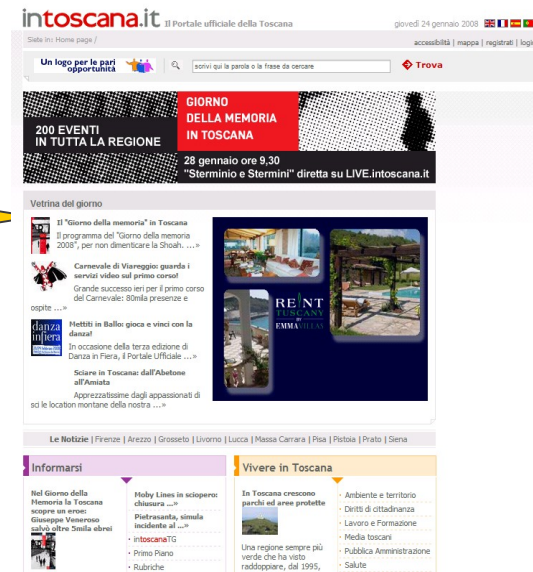 intoscana.it Il Portale ufficiale della Toscana
giovedì 24 gennaio 2008
Siete in: Home page /
accessibilità | mappa | registrati | login
Un logo per le pari opportunità
scrivi qui la parola o la frase da cercare
Trova
200 EVENTI
IN TUTTA LA REGIONE
GIORNO
DELLA MEMORIA
IN TOSCANA
28 gennaio ore 9,30
"Sterminio e Stermini" diretta su LIVE.intoscana.it
Vetrina del giorno
Il "Giorno della memoria" in Toscana
Il programma del "Giorno della memoria
2008", per non dimenticare la Shoah. ...»
Carnevale di Viareggio: guarda i
servizi video sul primo corso!
Grande successo ieri per il primo corso
del Carnevale: 80mila presenze e
ospite ...»
danza
infiera
Mettiti in Ballo: gioca e vinci con la
danza!
In occasione della terza edizione di
Danza in Fiera, il Portale Ufficiale ...»
Sciare in Toscana: dall'Abetone
all'Amiata
Apprezzatissime dagli appassionati di
sci le location montane della nostra ...»
RENT
TUSCANY
BY
EMMAVILLAS
Le Notizie | Firenze | Arezzo | Grosseto | Livorno | Lucca | Massa Carrara | Pisa | Pistoia | Prato | Siena
Informarsi
Nel Giorno della
Memoria la Toscana
scopre un eroe:
Giuseppe Veneroso
salvò oltre 5mila ebrei
Moby Lines in sciopero:
chiusura ...»
Pietrasanta, simula
incidente al ...»
intoscanaTG
Primo Piano
Rubriche
Vivere in Toscana
In Toscana crescono
parchi ed aree protette
Una regione sempre più
verde che ha visto
raddoppiare, dal 1995,
Ambiente e territorio
Diritti di cittadinanza
Lavoro e Formazione
Media toscani
Pubblica Amministrazione
Salute